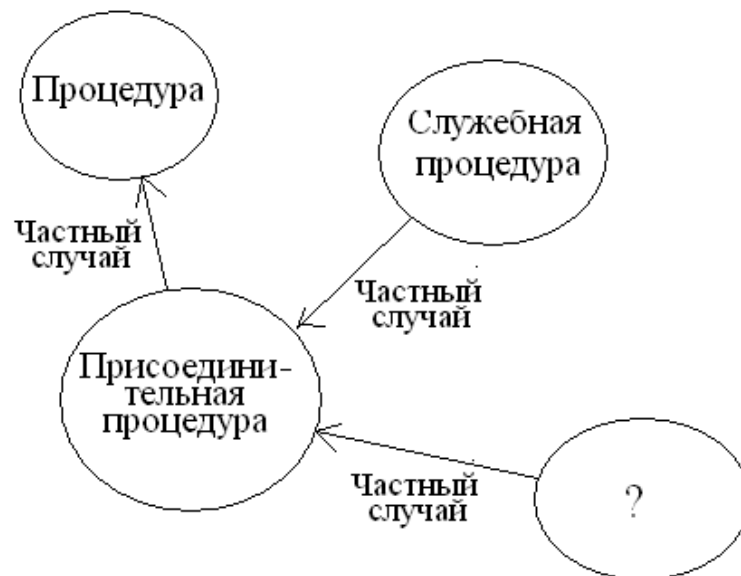 Процедура
Служебная
процедура
Частный
случай
Частный
случай
Присоедини-
тельная
процедура
Частный
случай
?